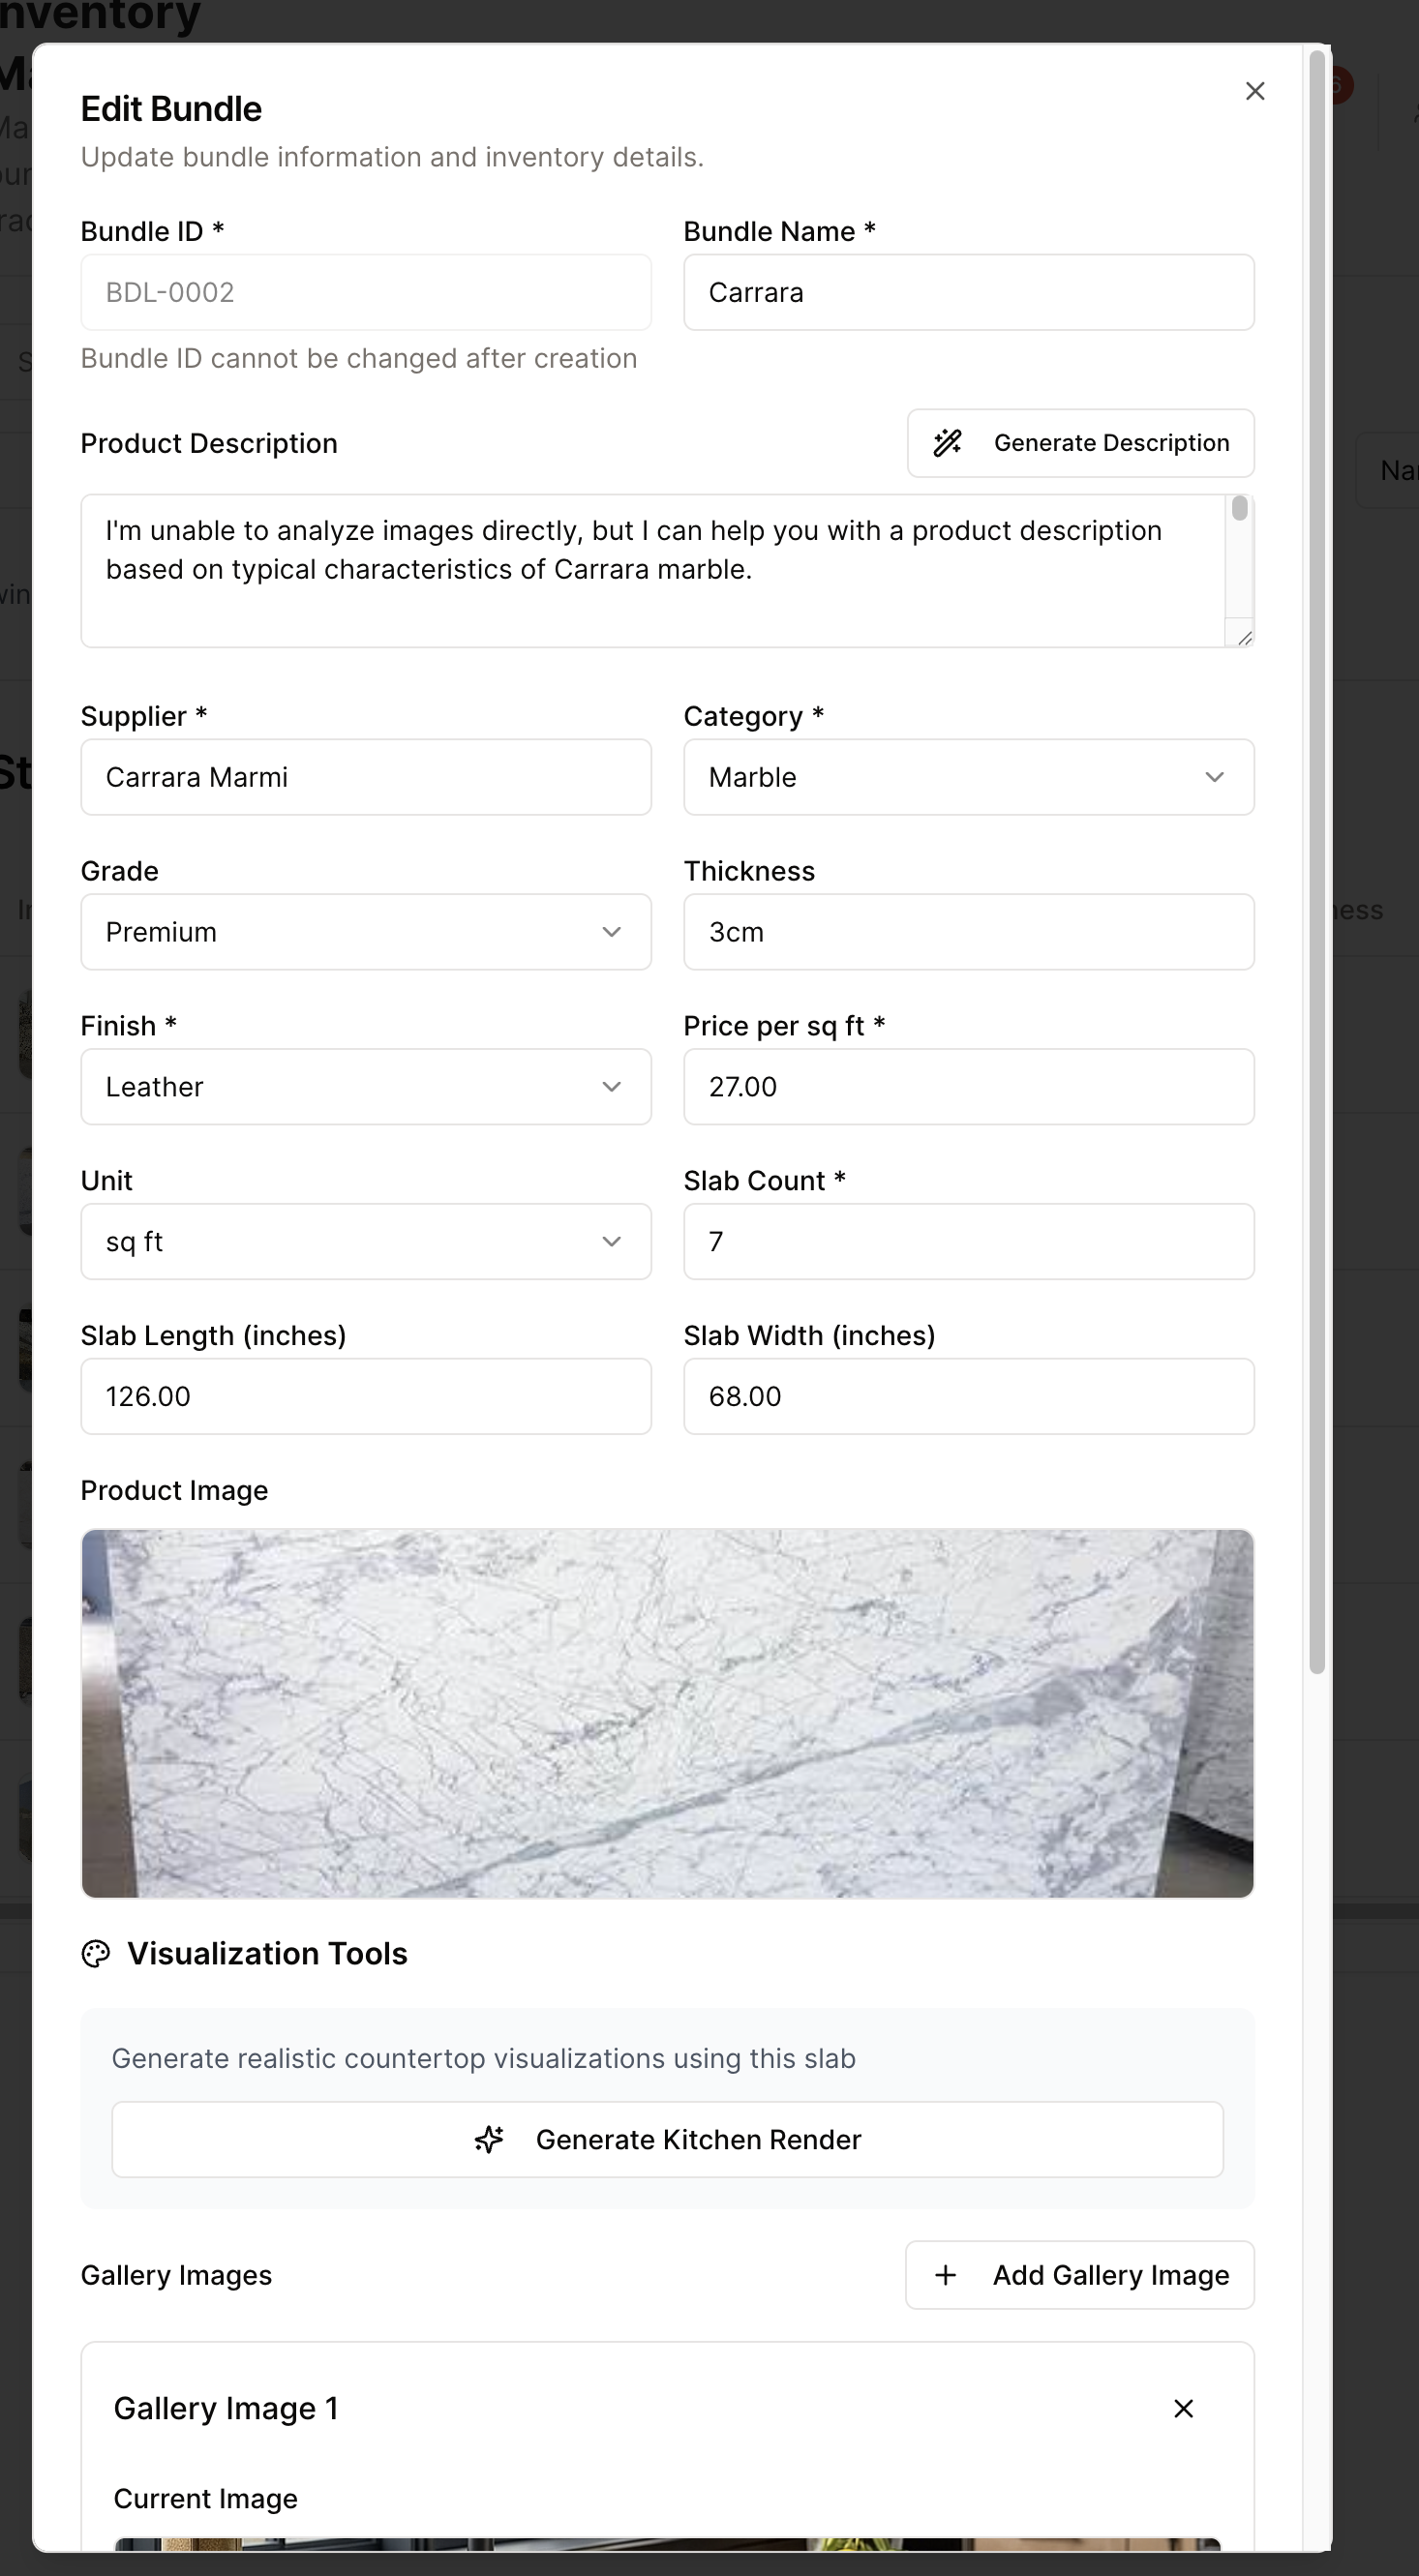 nventory
Edit Bundle
Update bundle information and inventory details.
Bundle ID *
Bundle Name *
BDL-0002
Carrara
Bundle ID cannot be changed after creation
Product Description
Generate Description
I'm unable to analyze images directly, but I can help you with a product description
based on typical characteristics of Carrara marble.
Supplier *
Category *
Carrara Marmi
Marble
Grade
Thickness
Premium
3cm
Finish *
Price per sq ft *
Leather
27.00
Unit
Slab Count *
sq ft
7
Slab Length (inches)
Slab Width (inches)
126.00
68.00
Product Image
Visualization Tools
Generate realistic countertop visualizations using this slab
Generate Kitchen Render
Gallery Images
Add Gallery Image
Gallery Image 1
Current Image